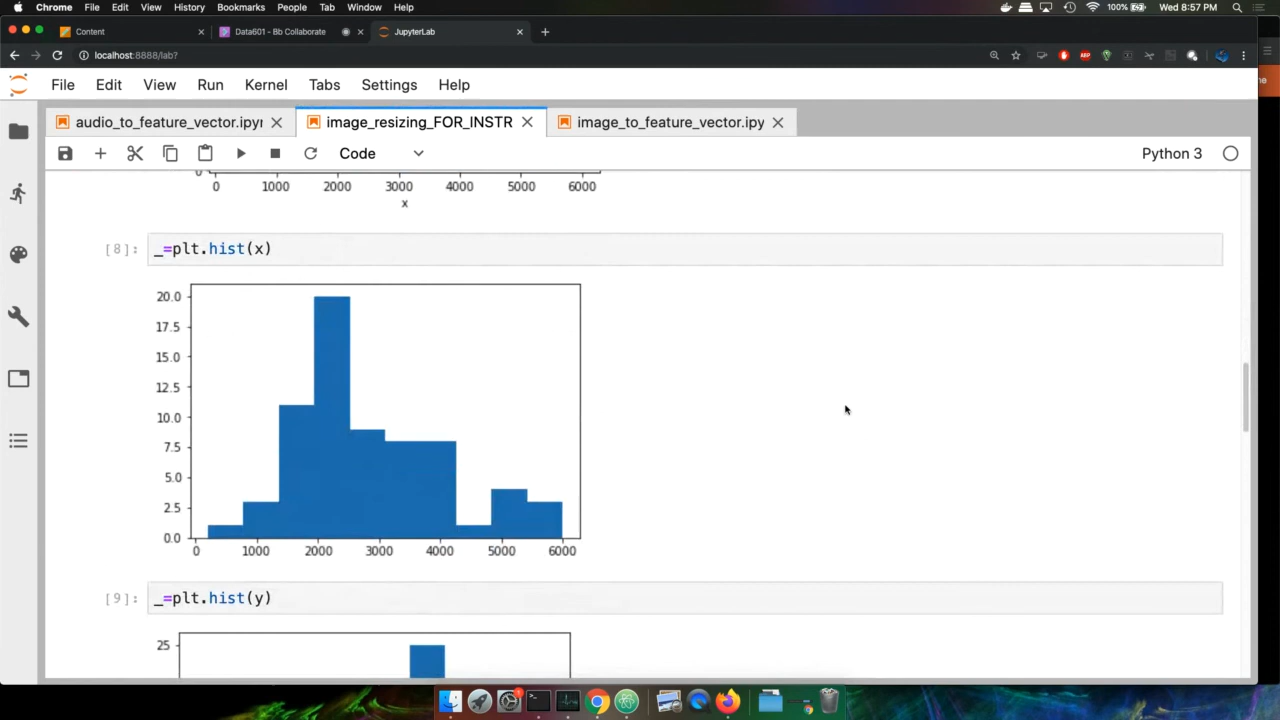 Chrome File Edit View History Bookmarks People Tab Window Help 100% Wed 8:57 PM
Content Data601 - Bb Collaborate JupyterLab
localhost:8888/lab?
File Edit View Run Kernel Tabs Settings Help
audio_to_feature_vector.ipyn image_resizing_FOR_INSTR image_to_feature_vector.ipy
Code Python 3
0
0 1000 2000 3000 4000 5000 6000
x
[8]: _=plt.hist(x)
20.0
17.5
15.0
12.5
10.0
7.5
5.0
2.5
0.0
0 1000 2000 3000 4000 5000 6000
[9]: _=plt.hist(y)
25